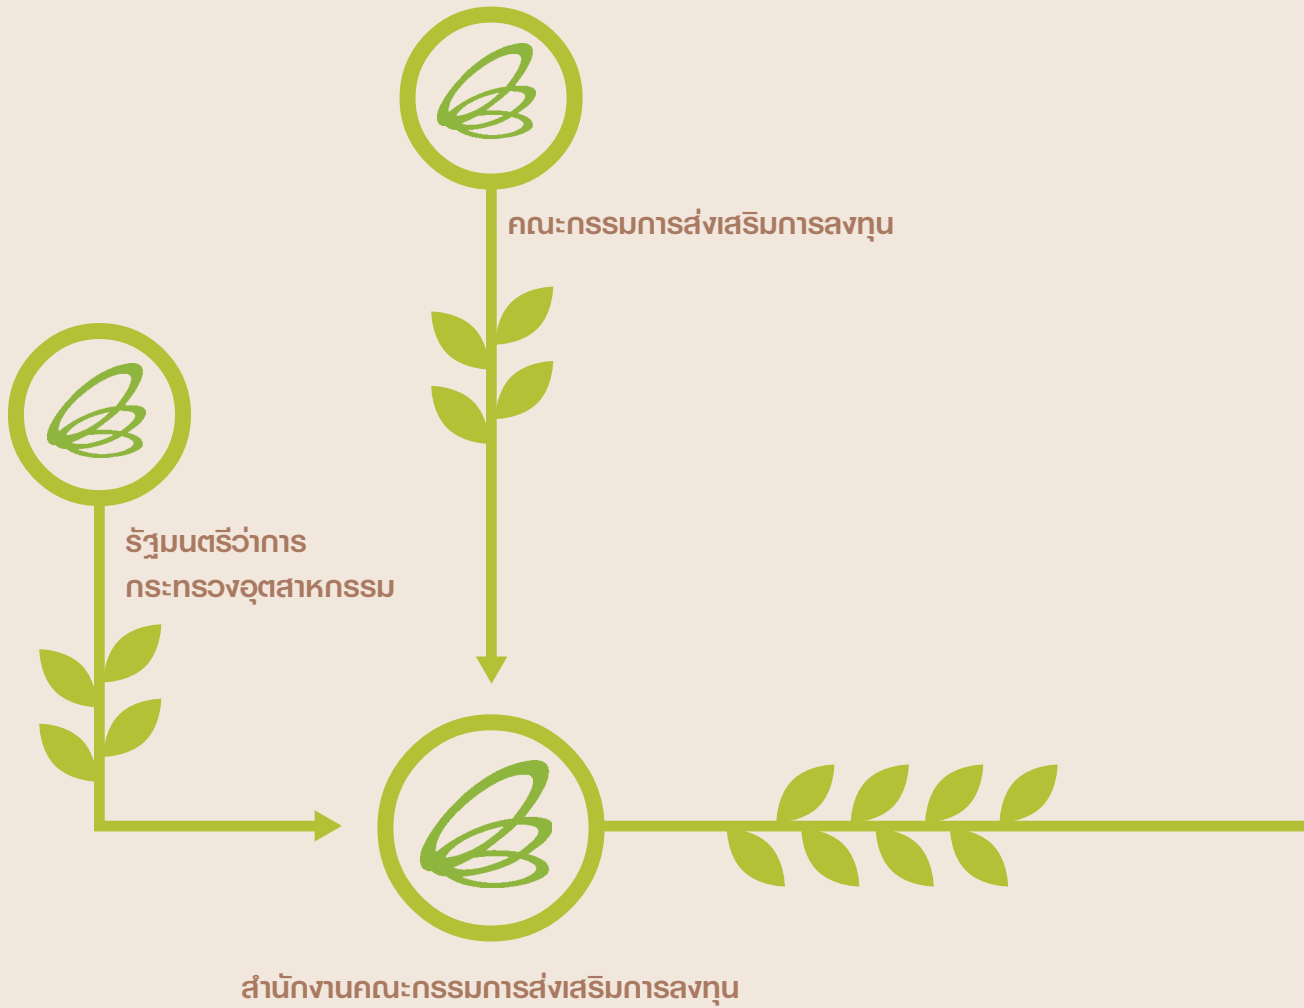 คณะกรรมการส่งเสริมการลงทุน
รัฐมนตรีว่าการ
กระทรวงอุตสาหกรรม
สำนักงานคณะกรรมการส่งเสริมการลงทุน